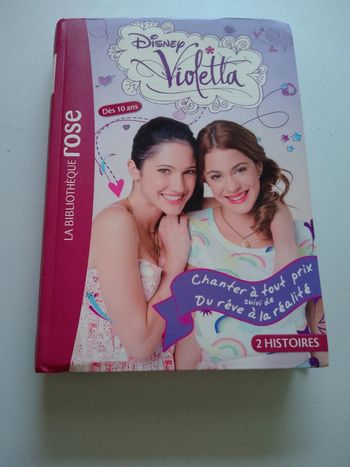 Disney
Violetta
Dès 10 ans
LA BIBLIOTHÈQUE rose
Chanter à tout prix
suivi de
Du rêve à la réalité
2 HISTOIRES